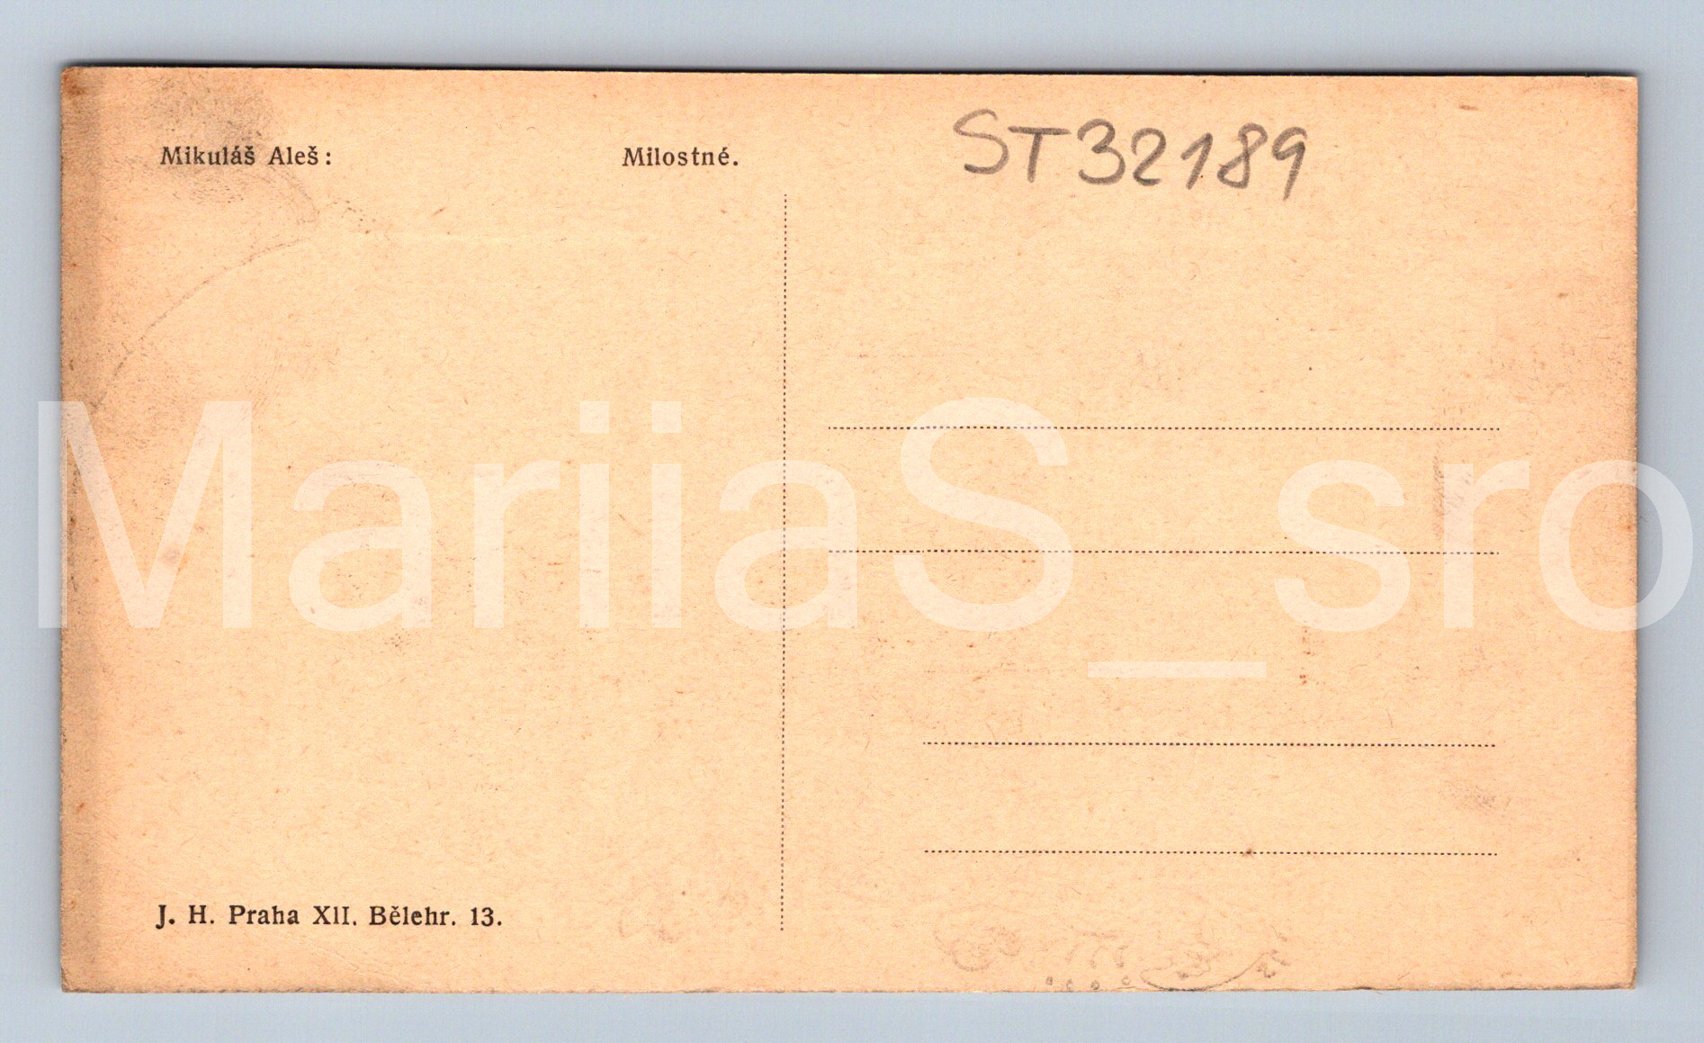 Mikuláš Aleš: Milostné.
ST32189
J. H. Praha XII. Bělehr. 13.
MariiaS_sro